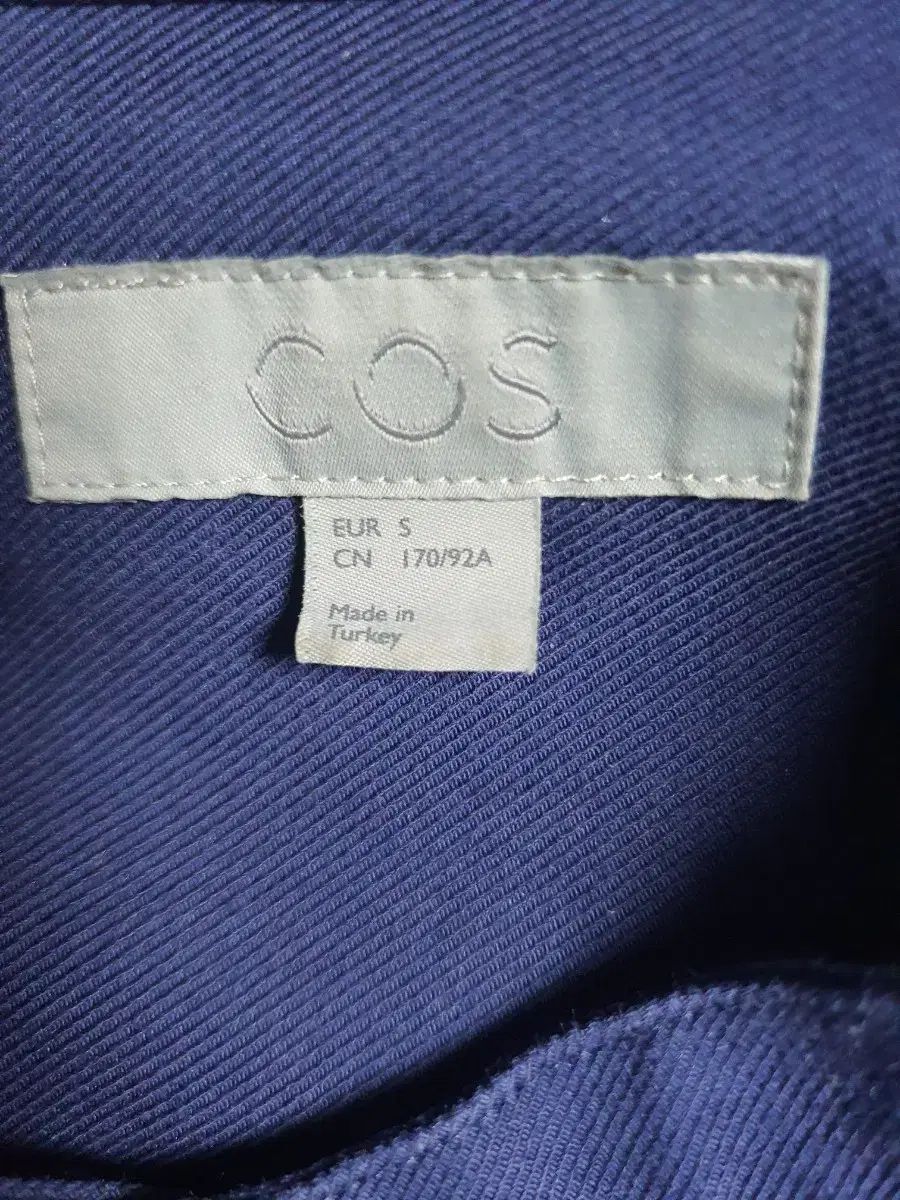 COS
EUR S
CN 170/92A
Made in
Turkey